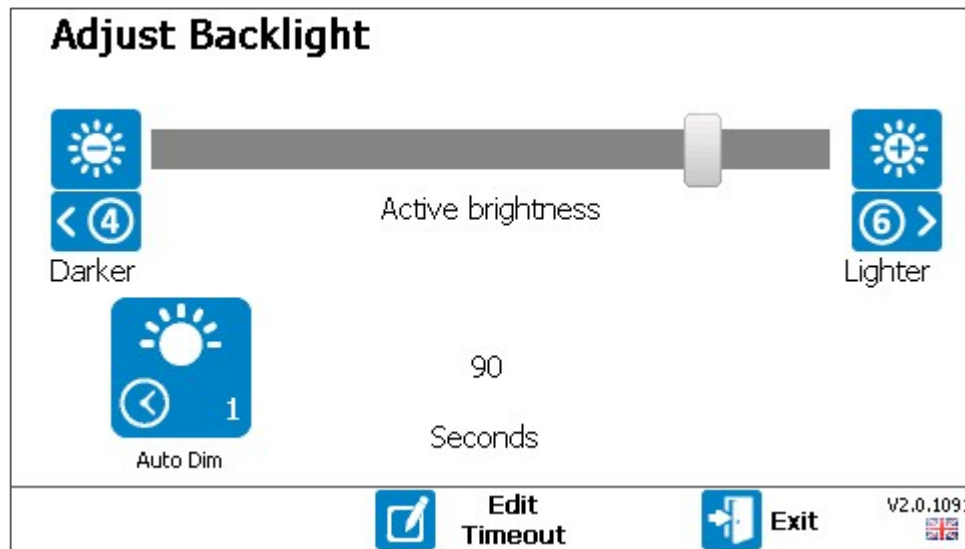 Adjust Backlight
4
Active brightness
6
Darker
Lighter
90
1
Seconds
Auto Dim
Edit
Timeout
Exit
V2.0.109